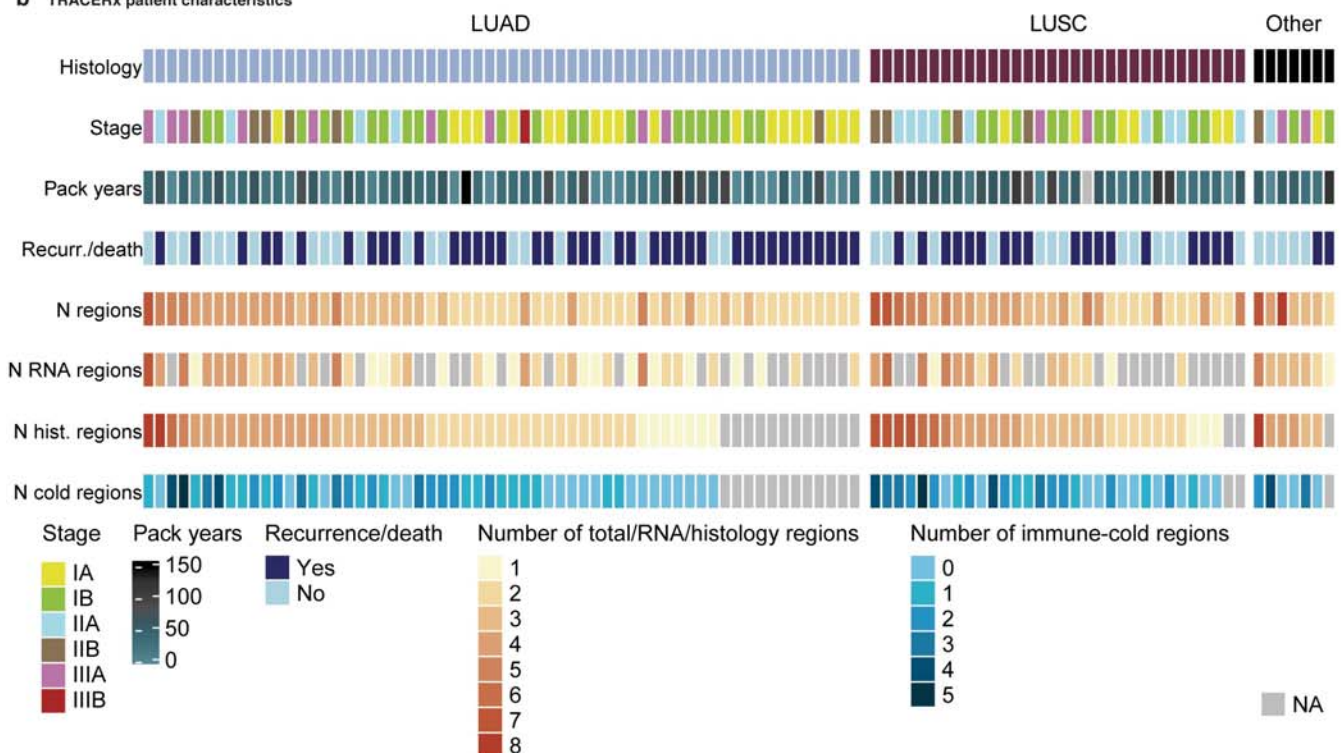 b TRACERx patient characteristics
LUAD LUSC Other
Histology
Stage
Pack years
Recurr./death
N regions
N RNA regions
N hist. regions
N cold regions
Stage Pack years Recurrence/death Number of total/RNA/histology regions Number of immune-cold regions
IA 150 Yes 1 0
IB 100 No 2 1
IIA 50 3 2
IIB 0 4 3
IIIA 5 4
IIIB 6 5
7 NA
8